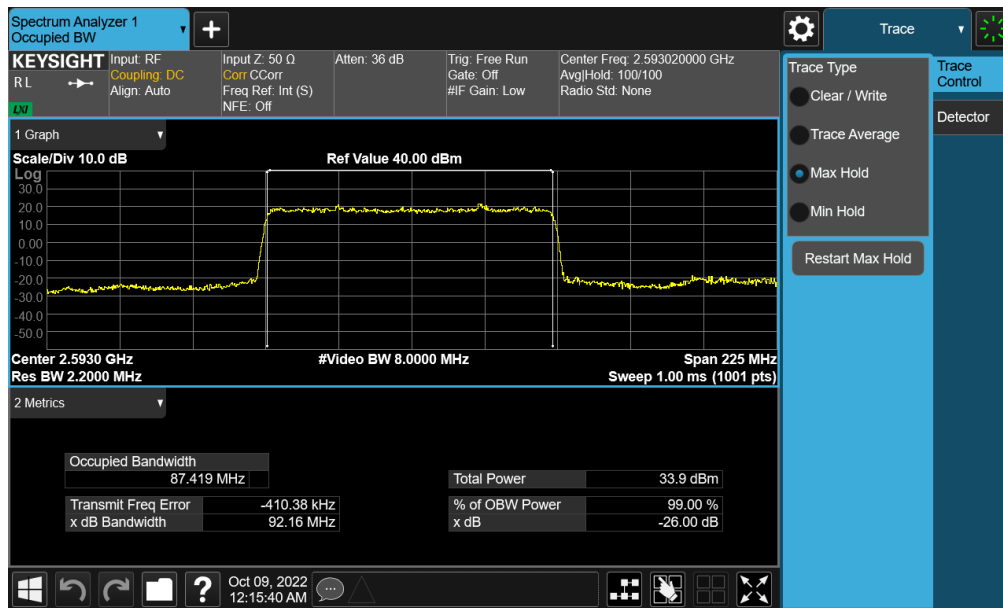 Spectrum Analyzer 1
Occupied BW
Trace
KEYSIGHT
Input: RF
Input Z: 50 Ω
Atten: 36 dB
Trig: Free Run
Center Freq: 2.593020000 GHz
R L
Coupling: DC
Corr CCorr
Gate: Off
Avg|Hold: 100/100
Align: Auto
Freq Ref: Int (S)
#IF Gain: Low
Radio Std: None
NFE: Off
LXI
Trace Type
Clear / Write
Trace Average
Max Hold
Min Hold
Restart Max Hold
Trace
Control
Detector
1 Graph
Scale/Div 10.0 dB
Ref Value 40.00 dBm
Log
30.0
20.0
10.0
0.00
-10.0
-20.0
-30.0
-40.0
-50.0
Center 2.5930 GHz
#Video BW 8.0000 MHz
Span 225 MHz
Res BW 2.2000 MHz
Sweep 1.00 ms (1001 pts)
2 Metrics
Occupied Bandwidth
87.419 MHz
Total Power 33.9 dBm
Transmit Freq Error -410.38 kHz
% of OBW Power 99.00 %
x dB Bandwidth 92.16 MHz
x dB -26.00 dB
?
Oct 09, 2022
12:15:40 AM